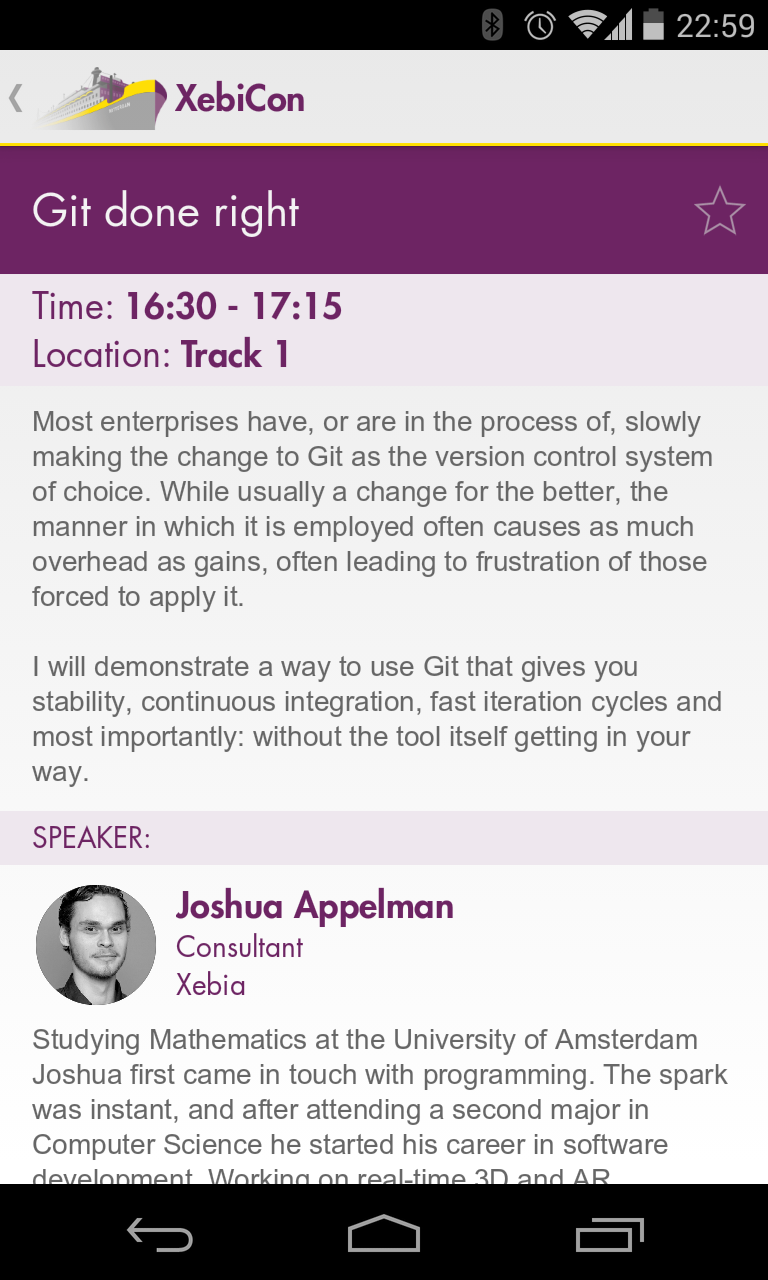 22:59
XebiCon
Git done right
Time: 16:30 - 17:15
Location: Track 1
Most enterprises have, or are in the process of, slowly
making the change to Git as the version control system
of choice. While usually a change for the better, the
manner in which it is employed often causes as much
overhead as gains, often leading to frustration of those
forced to apply it.
I will demonstrate a way to use Git that gives you
stability, continuous integration, fast iteration cycles and
most importantly: without the tool itself getting in your
way.
SPEAKER:
Joshua Appelman
Consultant
Xebia
Studying Mathematics at the University of Amsterdam
Joshua first came in touch with programming. The spark
was instant, and after attending a second major in
Computer Science he started his career in software
development. Working on real-time 3D and AR